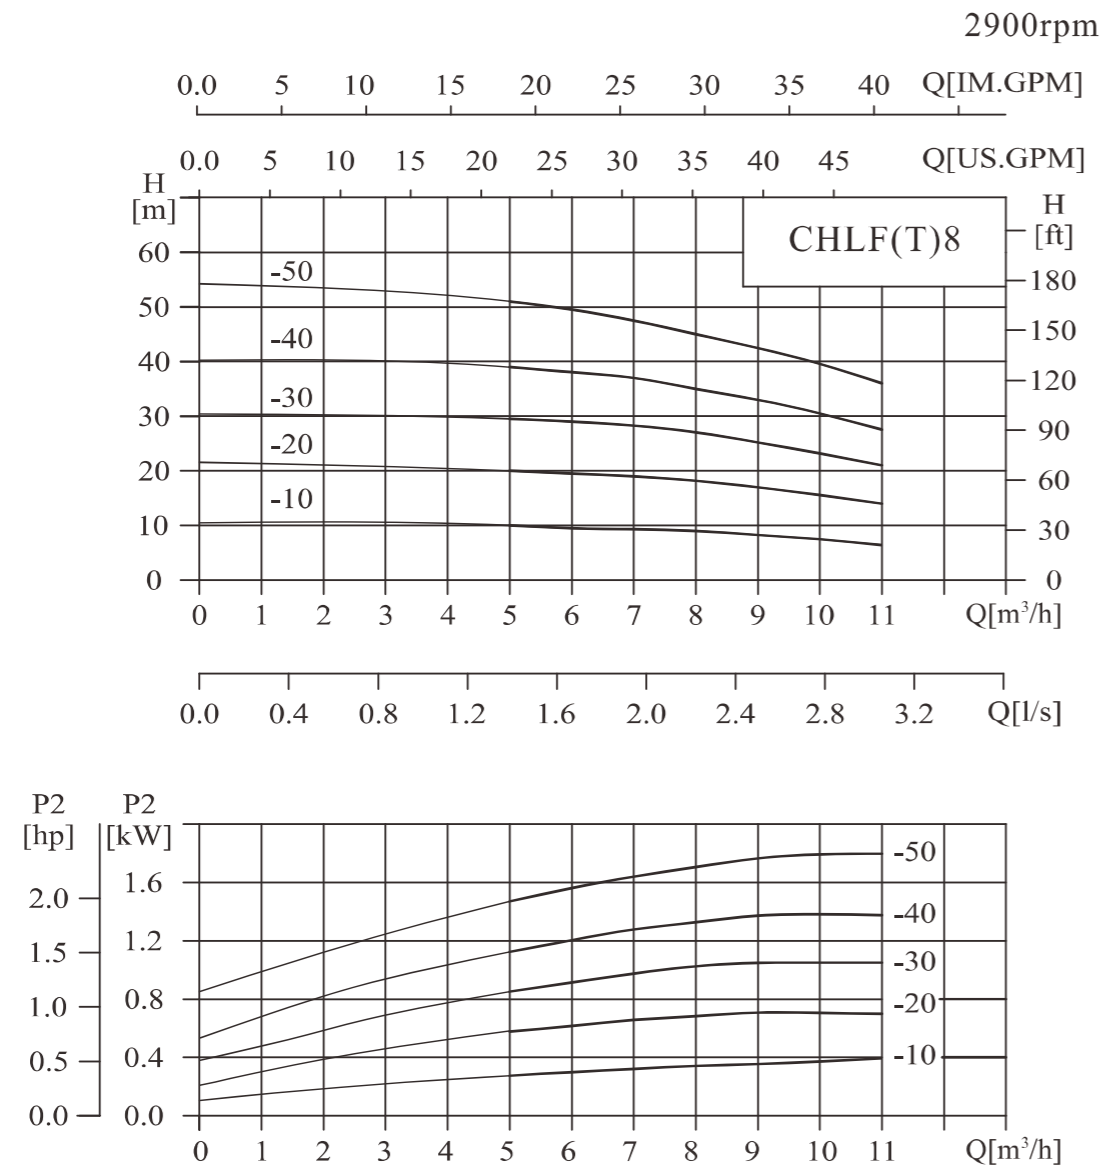 2900rpm
0.0 5 10 15 20 25 30 35 40 Q[IM.GPM]
0.0 5 10 15 20 25 30 35 40 45 Q[US.GPM]
H
[m]
H
[ft]
CHLF(T)8
60
50
40
30
20
10
0
-50
-40
-30
-20
-10
180
150
120
90
60
30
0
0 1 2 3 4 5 6 7 8 9 10 11 Q[m³/h]
0.0 0.4 0.8 1.2 1.6 2.0 2.4 2.8 3.2 Q[l/s]
P2
[hp]
P2
[kW]
2.0
1.5
1.0
0.5
0.0
1.6
1.2
0.8
0.4
0.0
-50
-40
-30
-20
-10
0 1 2 3 4 5 6 7 8 9 10 11 Q[m³/h]